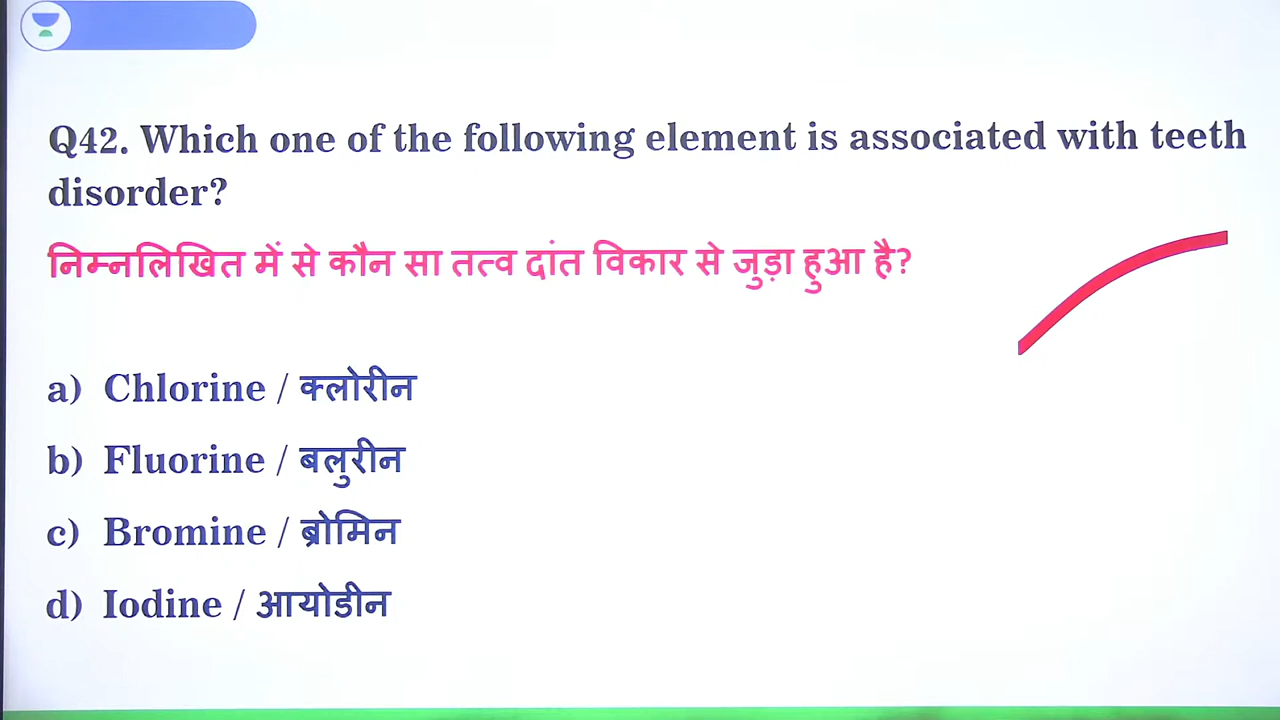 Q42. Which one of the following element is associated with teeth
disorder?
निम्नलिखित में से कौन सा तत्व दांत विकार से जुड़ा हुआ है?
a) Chlorine / क्लोरीन
b) Fluorine / बलुरीन
c) Bromine / ब्रोमिन
d) Iodine / आयोडीन